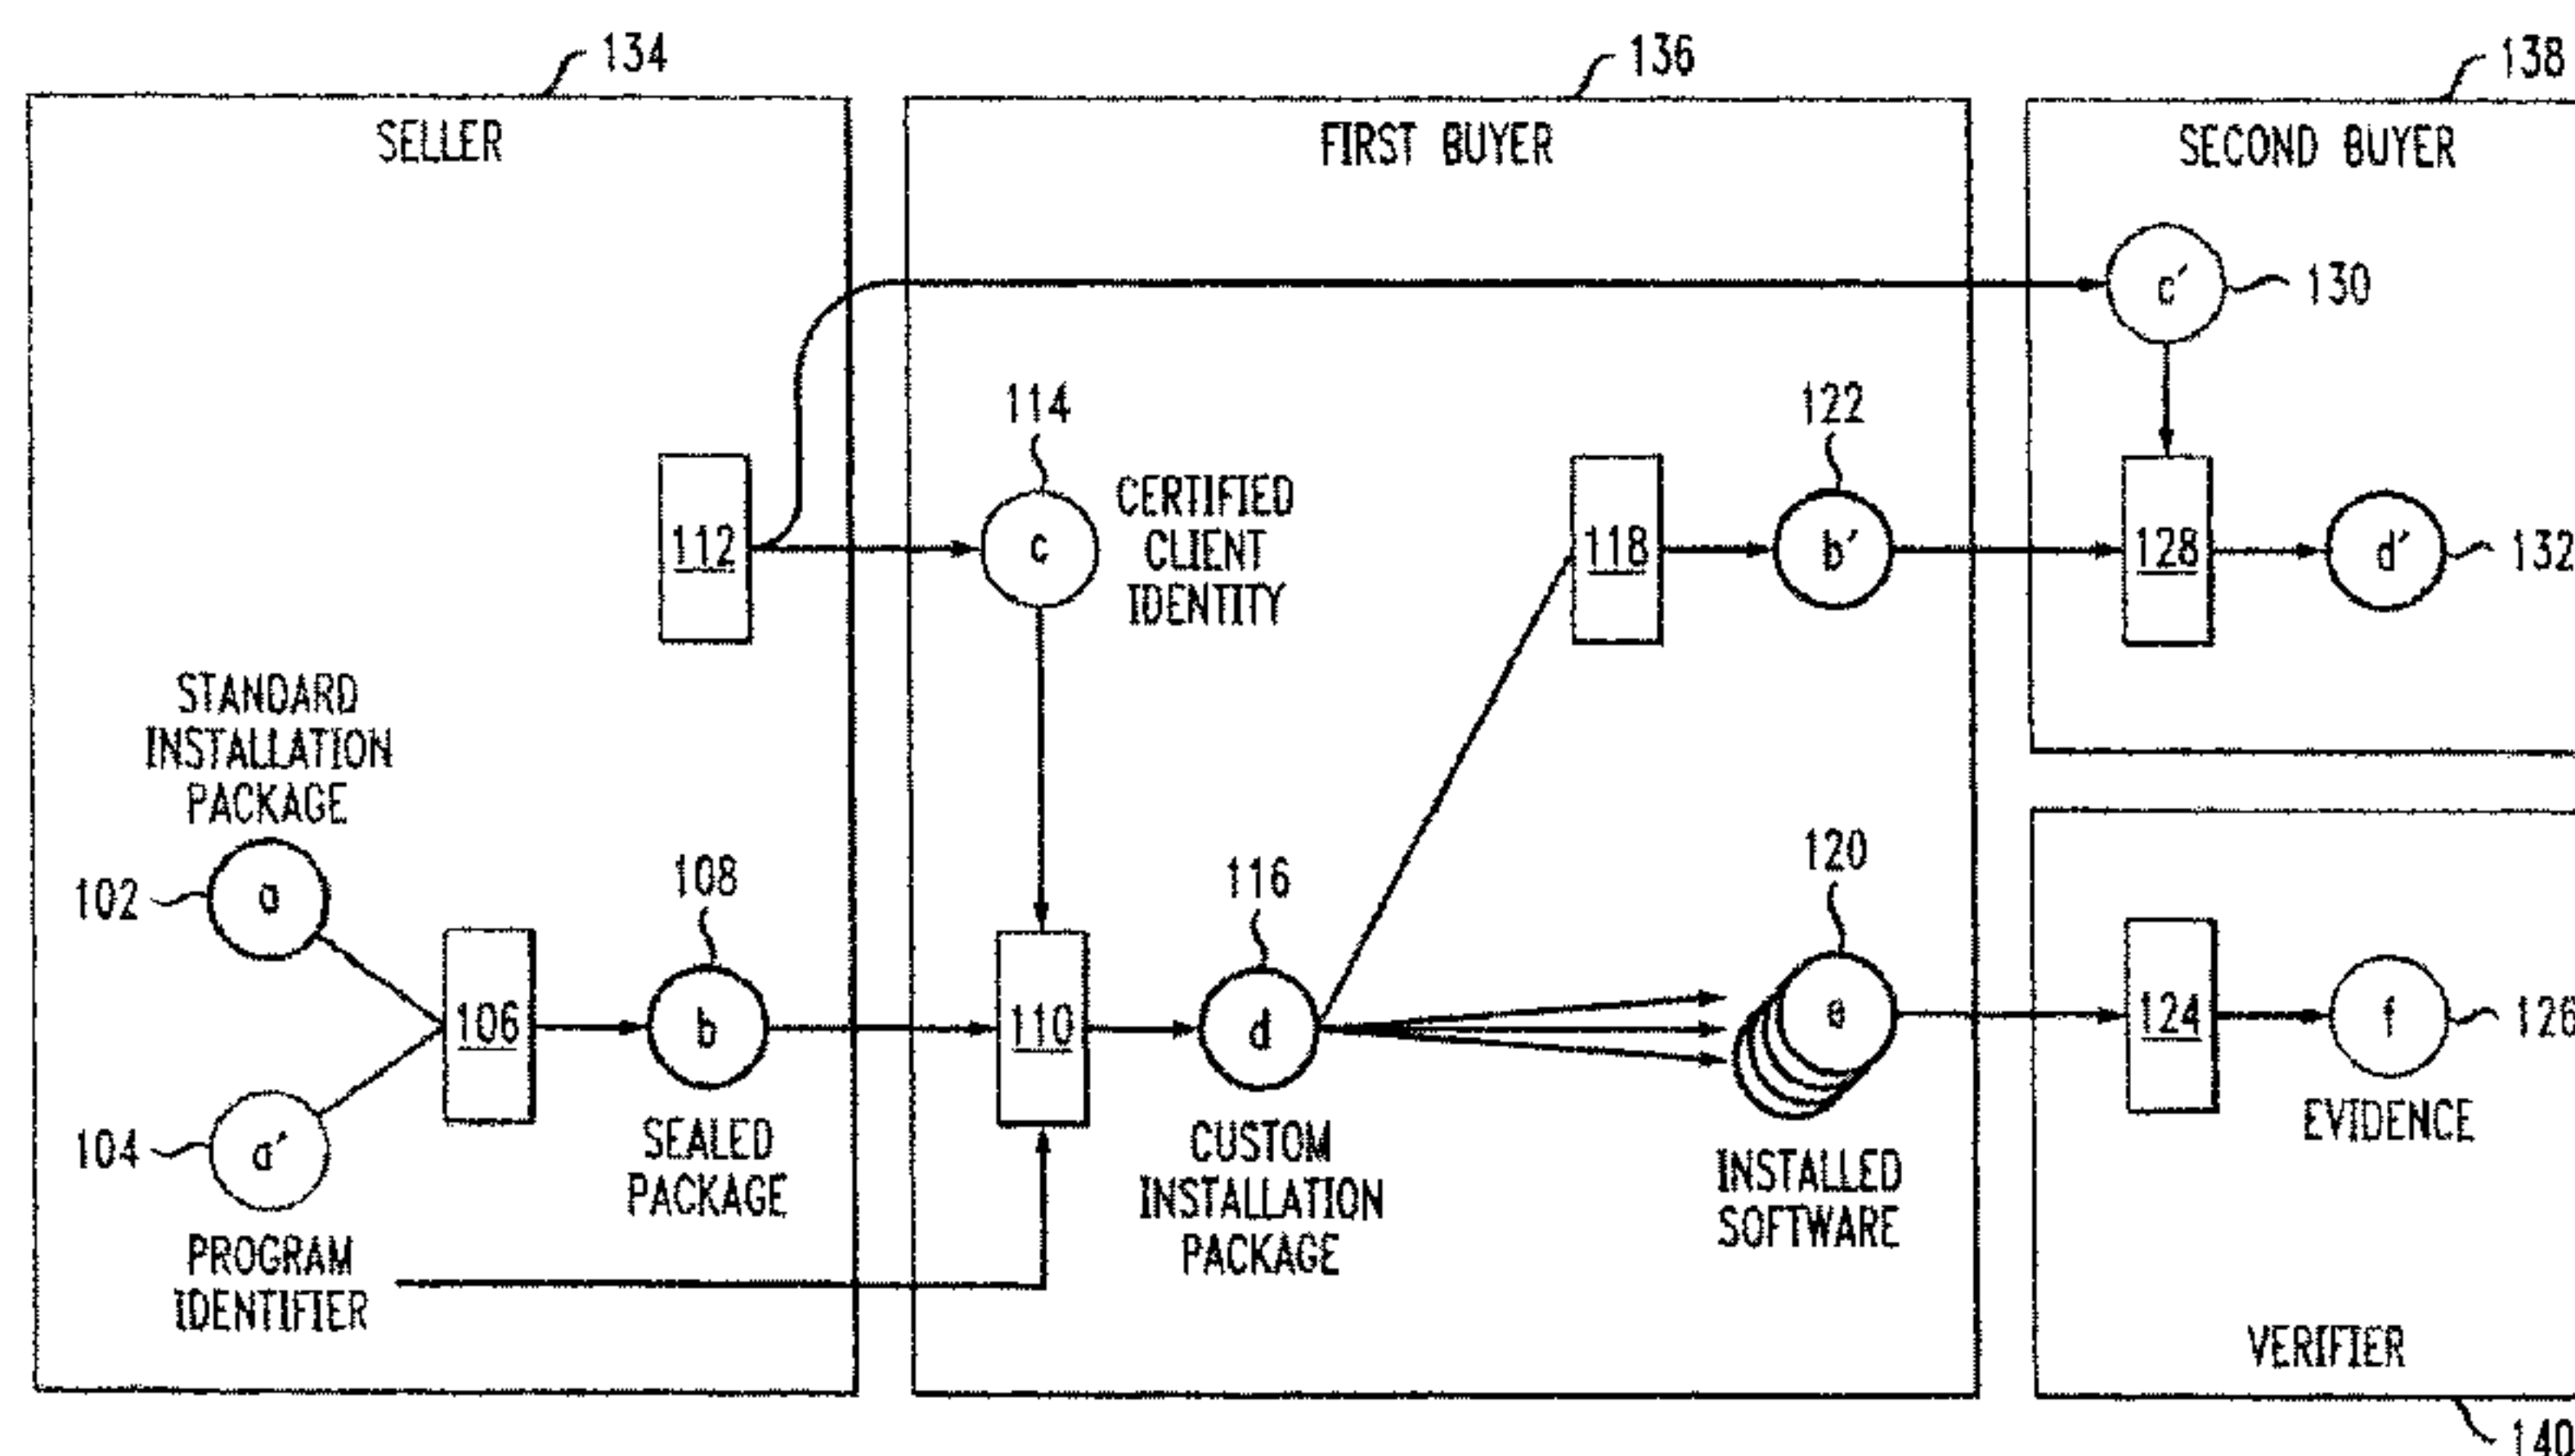 134
136
138
SELLER
FIRST BUYER
SECOND BUYER
c′
130
114
122
112
c
CERTIFIED
CLIENT
IDENTITY
118
b′
128
d′
132
STANDARD
INSTALLATION
PACKAGE
102
a
108
116
120
106
b
110
d
e
124
f
126
104
a′
SEALED
PACKAGE
CUSTOM
INSTALLATION
PACKAGE
INSTALLED
SOFTWARE
EVIDENCE
PROGRAM
IDENTIFIER
VERIFIER
140